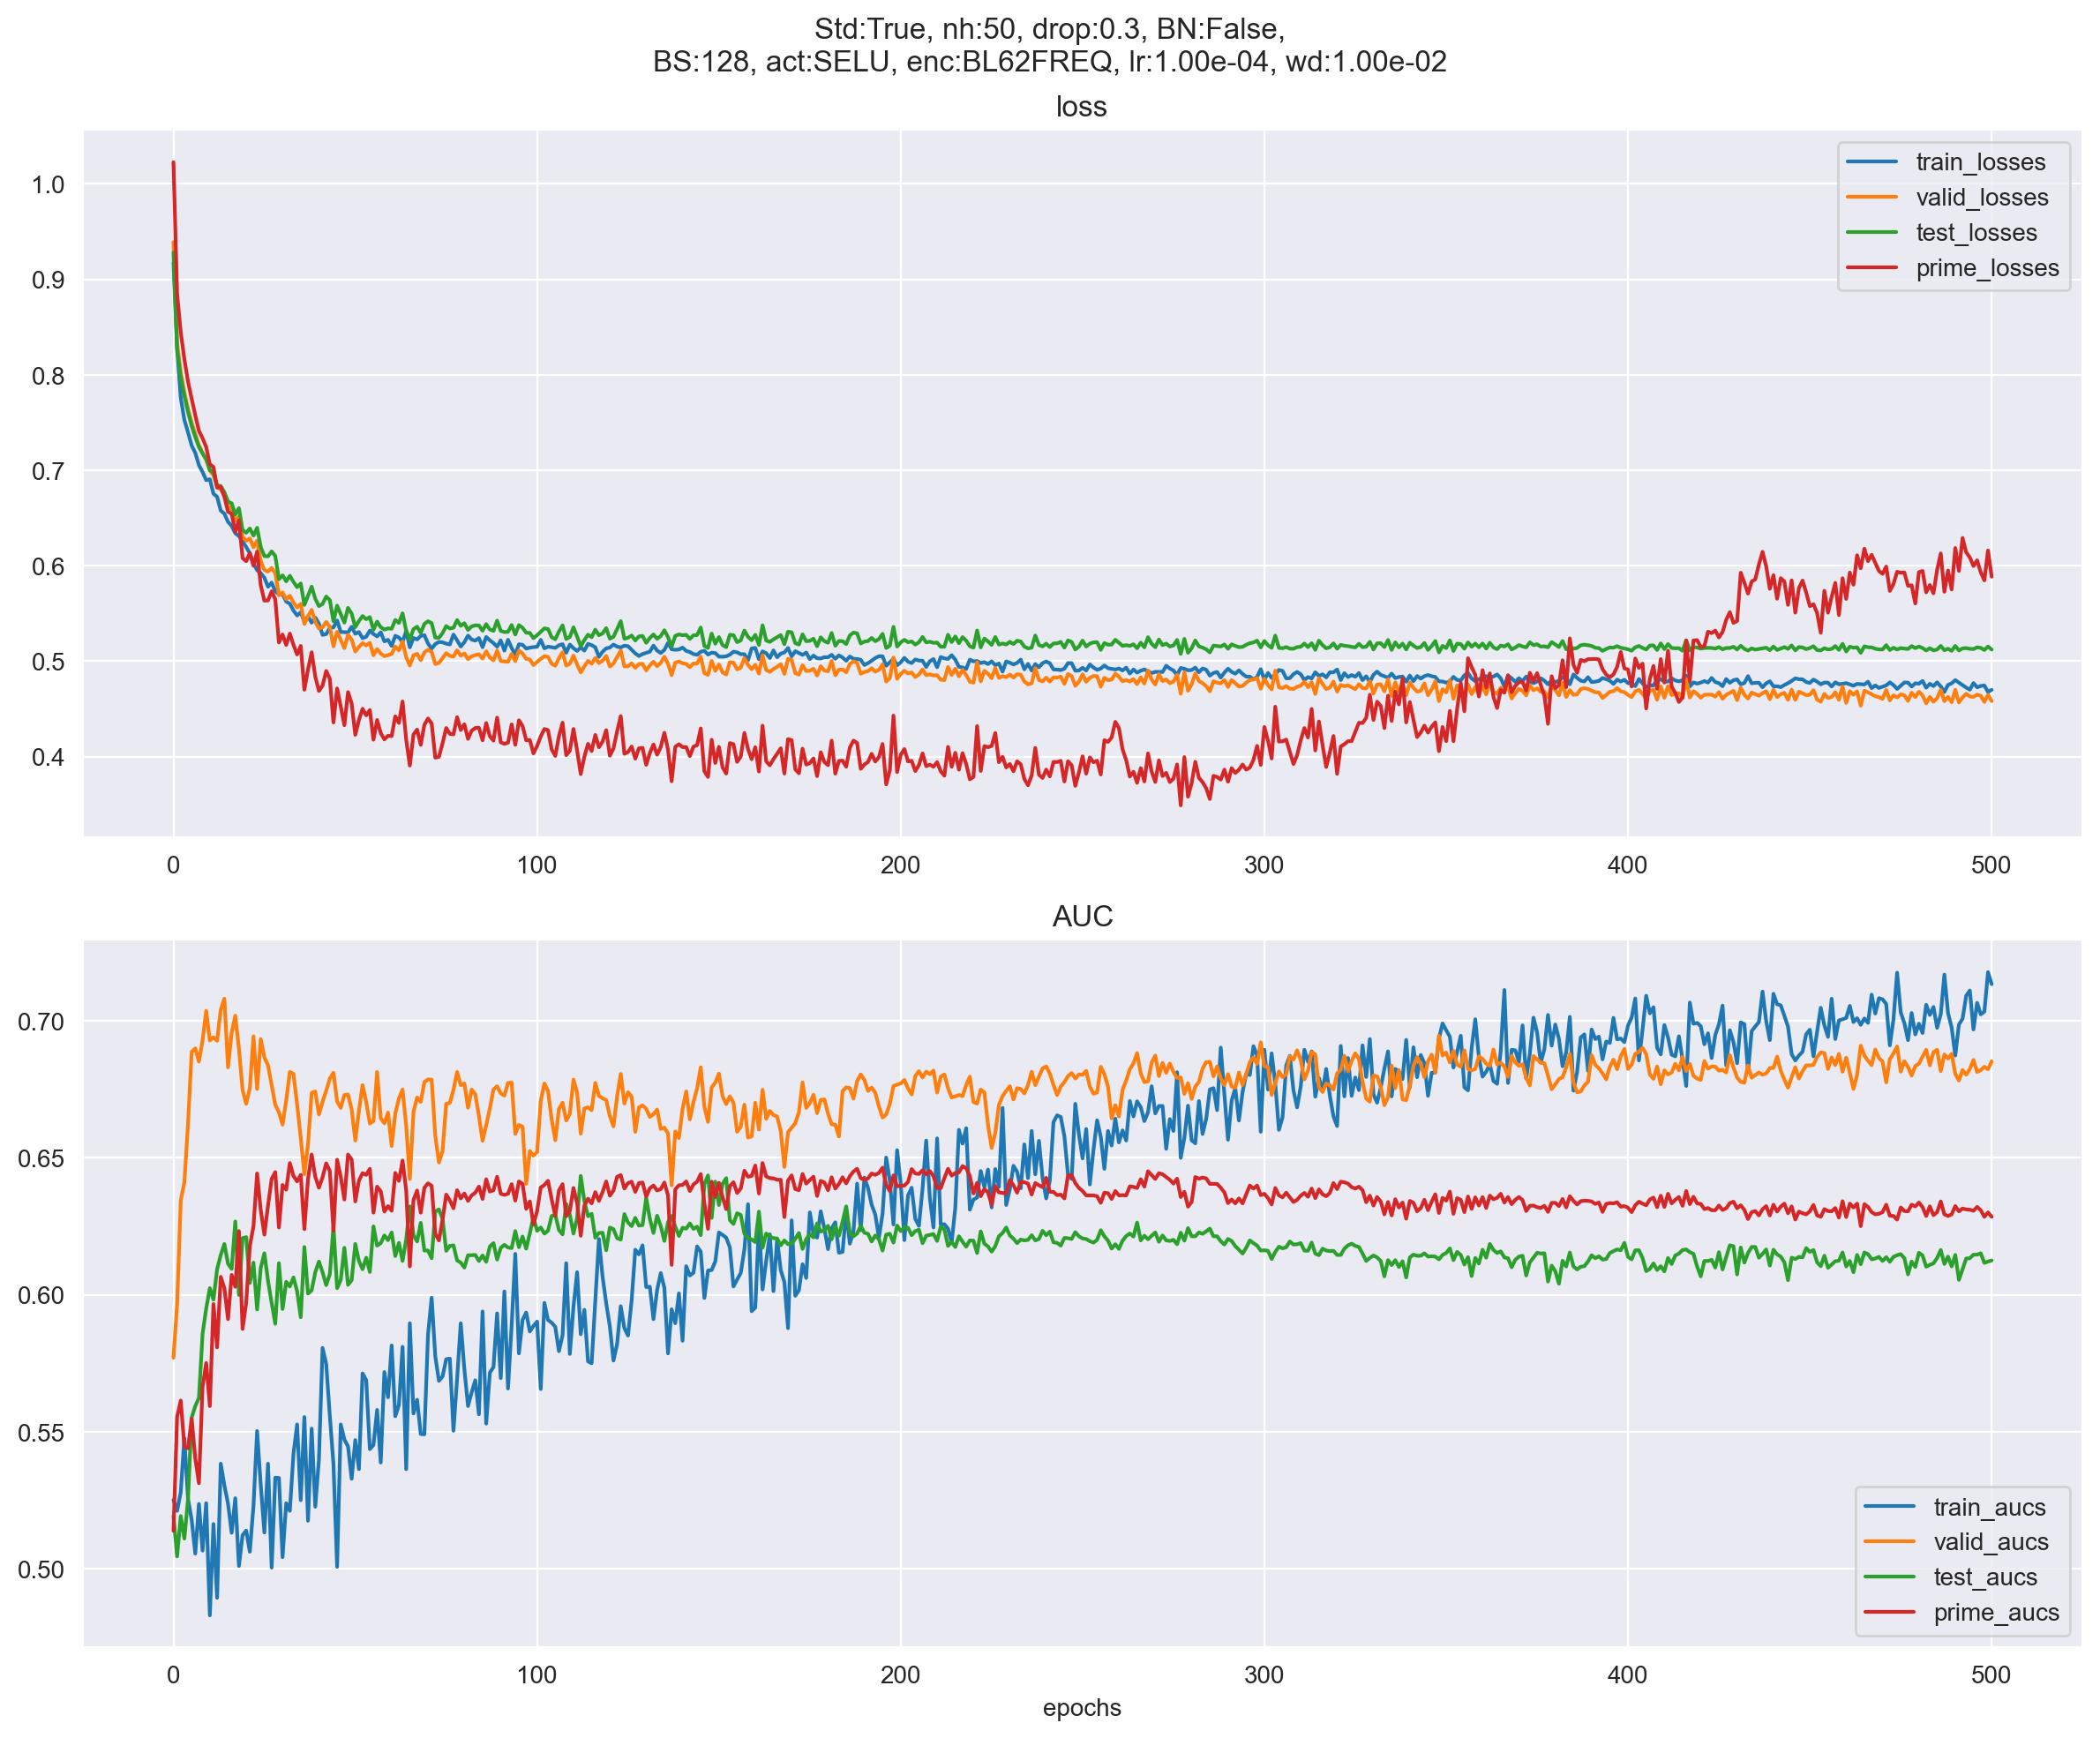 Std:True, nh:50, drop:0.3, BN:False,
BS:128, act:SELU, enc:BL62FREQ, lr:1.00e-04, wd:1.00e-02
loss
1.0
0.9
0.8
0.7
0.6
0.5
0.4
train_losses
valid_losses
test_losses
prime_losses
0 100 200 300 400 500
AUC
0.70
0.65
0.60
0.55
0.50
train_aucs
valid_aucs
test_aucs
prime_aucs
0 100 200 300 400 500
epochs